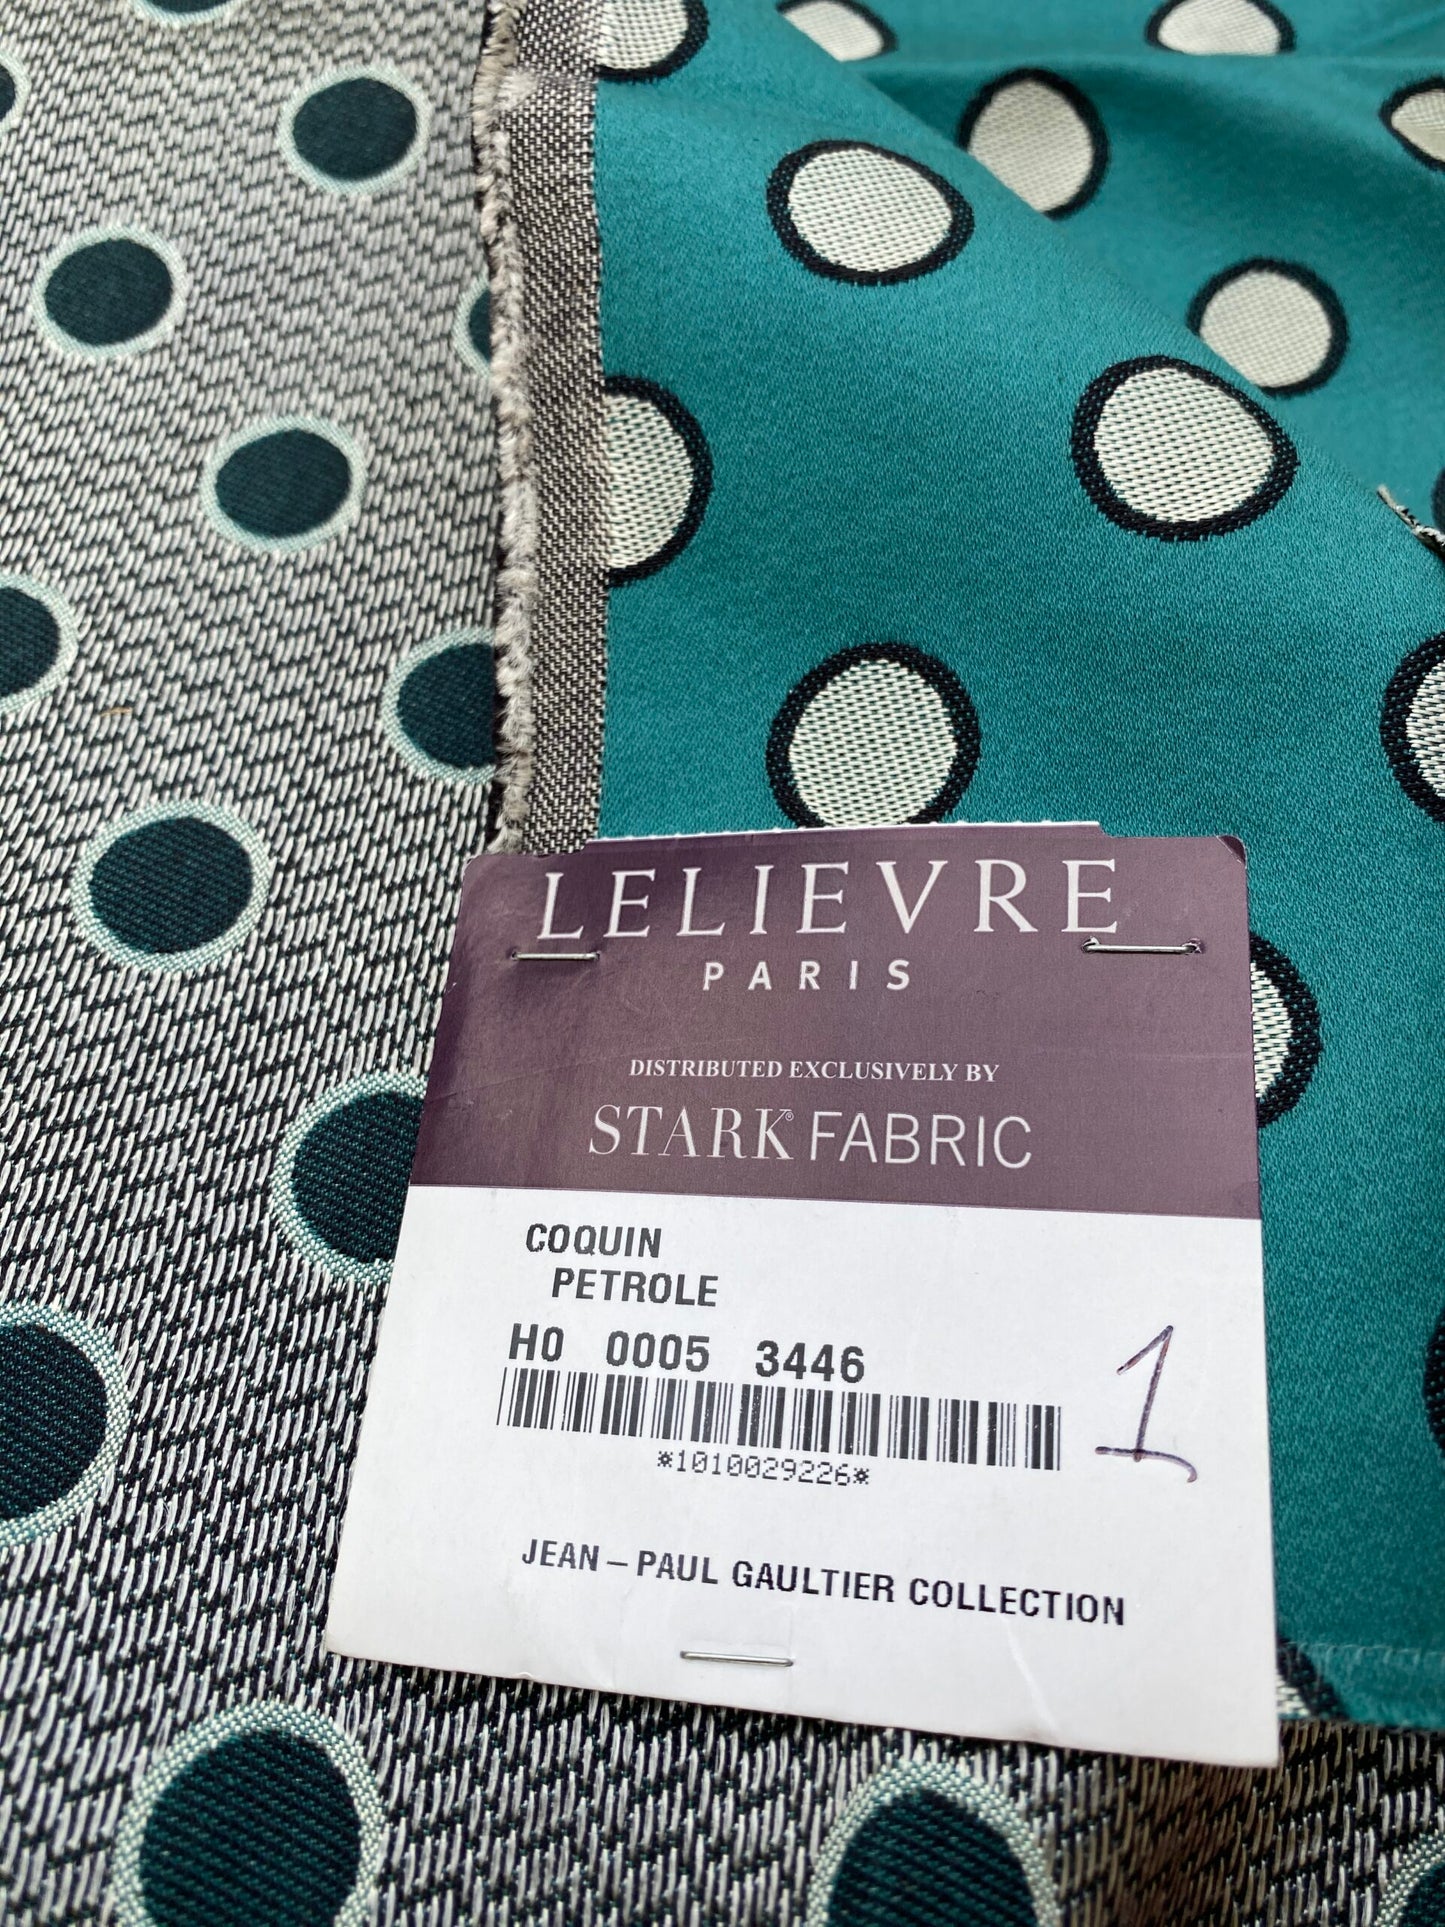 LELIEVRE
PARIS
DISTRIBUTED EXCLUSIVELY BY
STARK® FABRIC
COQUIN
PETROLE
H0 0005 3446
1
*1010029226*
JEAN – PAUL GAULTIER COLLECTION